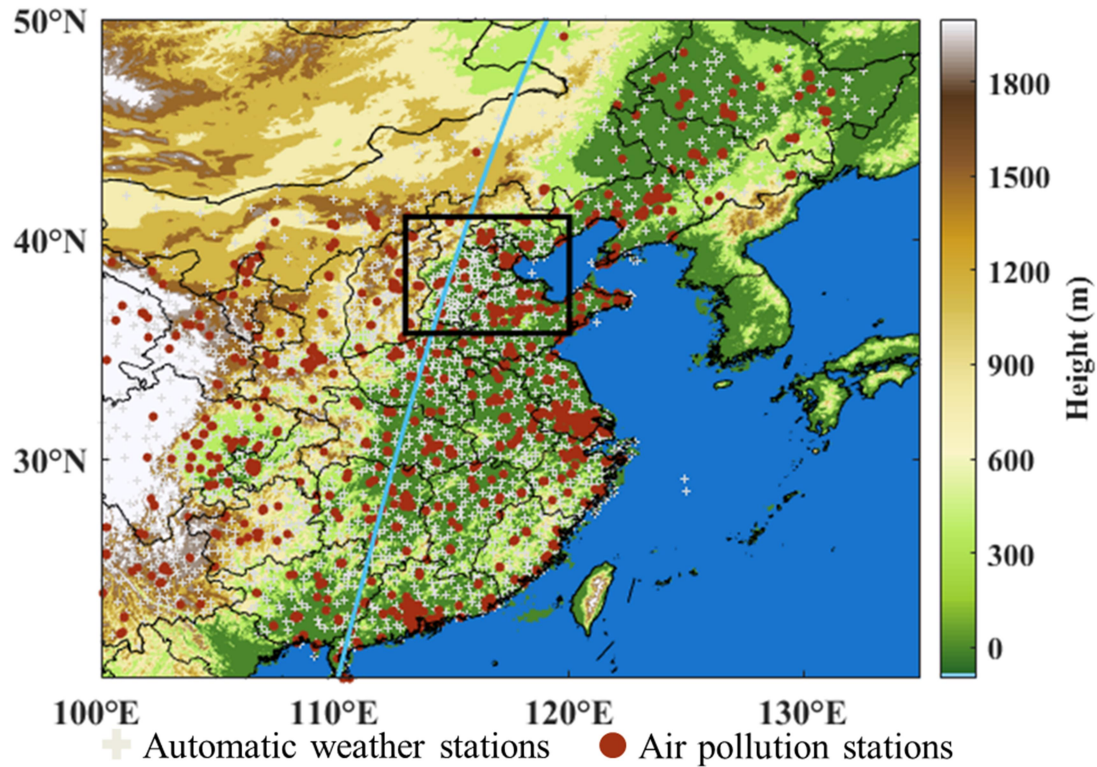 50°N
40°N
30°N
100°E 110°E 120°E 130°E
1800
1500
1200
900
600
300
0
Height (m)
Automatic weather stations Air pollution stations